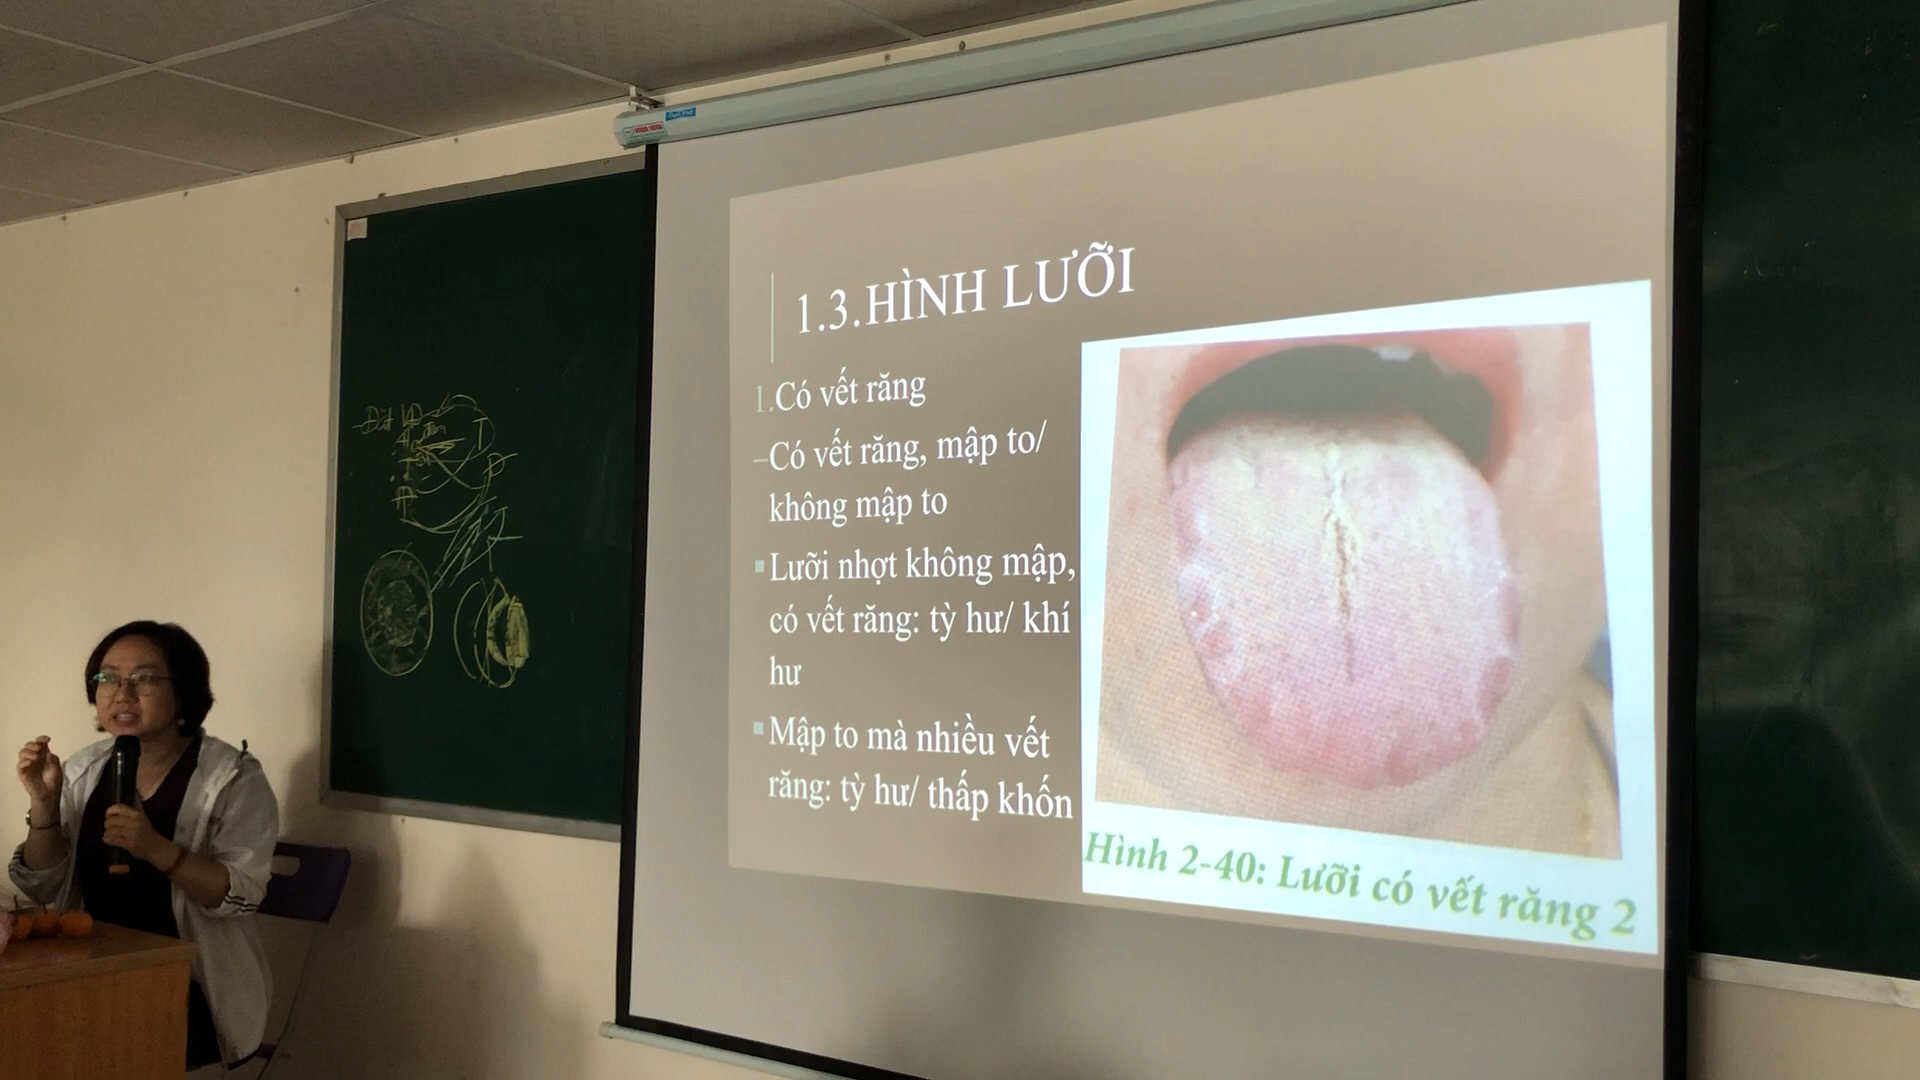 1.3.HÌNH LƯỠI
1.Có vết răng
–Có vết răng, mập to/
không mập to
▪Lưỡi nhợt không mập,
có vết răng: tỳ hư/ khí
hư
▪Mập to mà nhiều vết
răng: tỳ hư/ thấp khốn
Hình 2-40: Lưỡi có vết răng 2